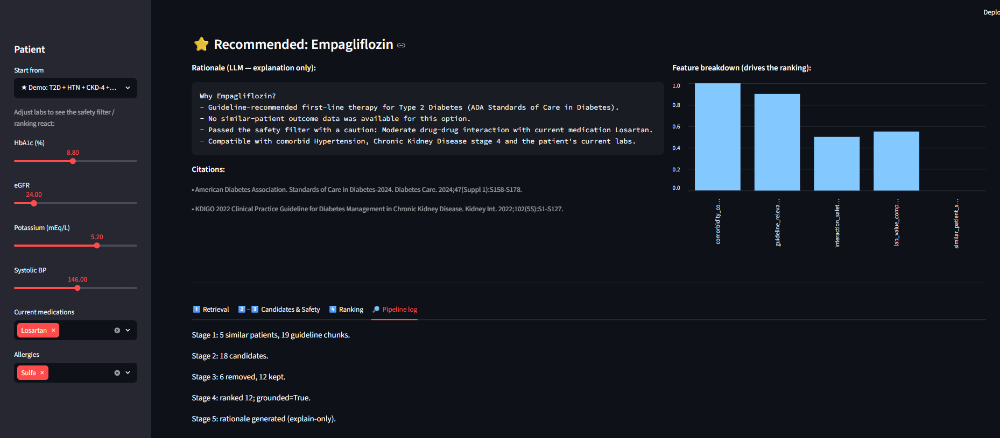 Deplo
Patient
Start from
★ Demo: T2D + HTN + CKD-4 +...
Adjust labs to see the safety filter /
ranking react:
HbA1c (%)
8.80
eGFR
24.00
Potassium (mEq/L)
5.20
Systolic BP
146.00
Current medications
Losartan ×
Allergies
Sulfa ×
⭐ Recommended: Empagliflozin
Rationale (LLM — explanation only):
Why Empagliflozin?
- Guideline-recommended first-line therapy for Type 2 Diabetes (ADA Standards of Care in Diabetes).
- No similar-patient outcome data was available for this option.
- Passed the safety filter with a caution: Moderate drug-drug interaction with current medication Losartan.
- Compatible with comorbid Hypertension, Chronic Kidney Disease stage 4 and the patient's current labs.
Citations:
• American Diabetes Association. Standards of Care in Diabetes-2024. Diabetes Care. 2024;47(Suppl 1):S158-S178.
• KDIGO 2022 Clinical Practice Guideline for Diabetes Management in Chronic Kidney Disease. Kidney Int. 2022;102(5S):S1-S127.
Feature breakdown (drives the ranking):
1.0
0.8
0.6
0.4
0.2
0.0
comorbidity_co...
guideline_releva...
interaction_safet...
lab_value_comp...
similar_patient_s...
1 Retrieval
2 – 3 Candidates & Safety
4 Ranking
🔎 Pipeline log
Stage 1: 5 similar patients, 19 guideline chunks.
Stage 2: 18 candidates.
Stage 3: 6 removed, 12 kept.
Stage 4: ranked 12; grounded=True.
Stage 5: rationale generated (explain-only).